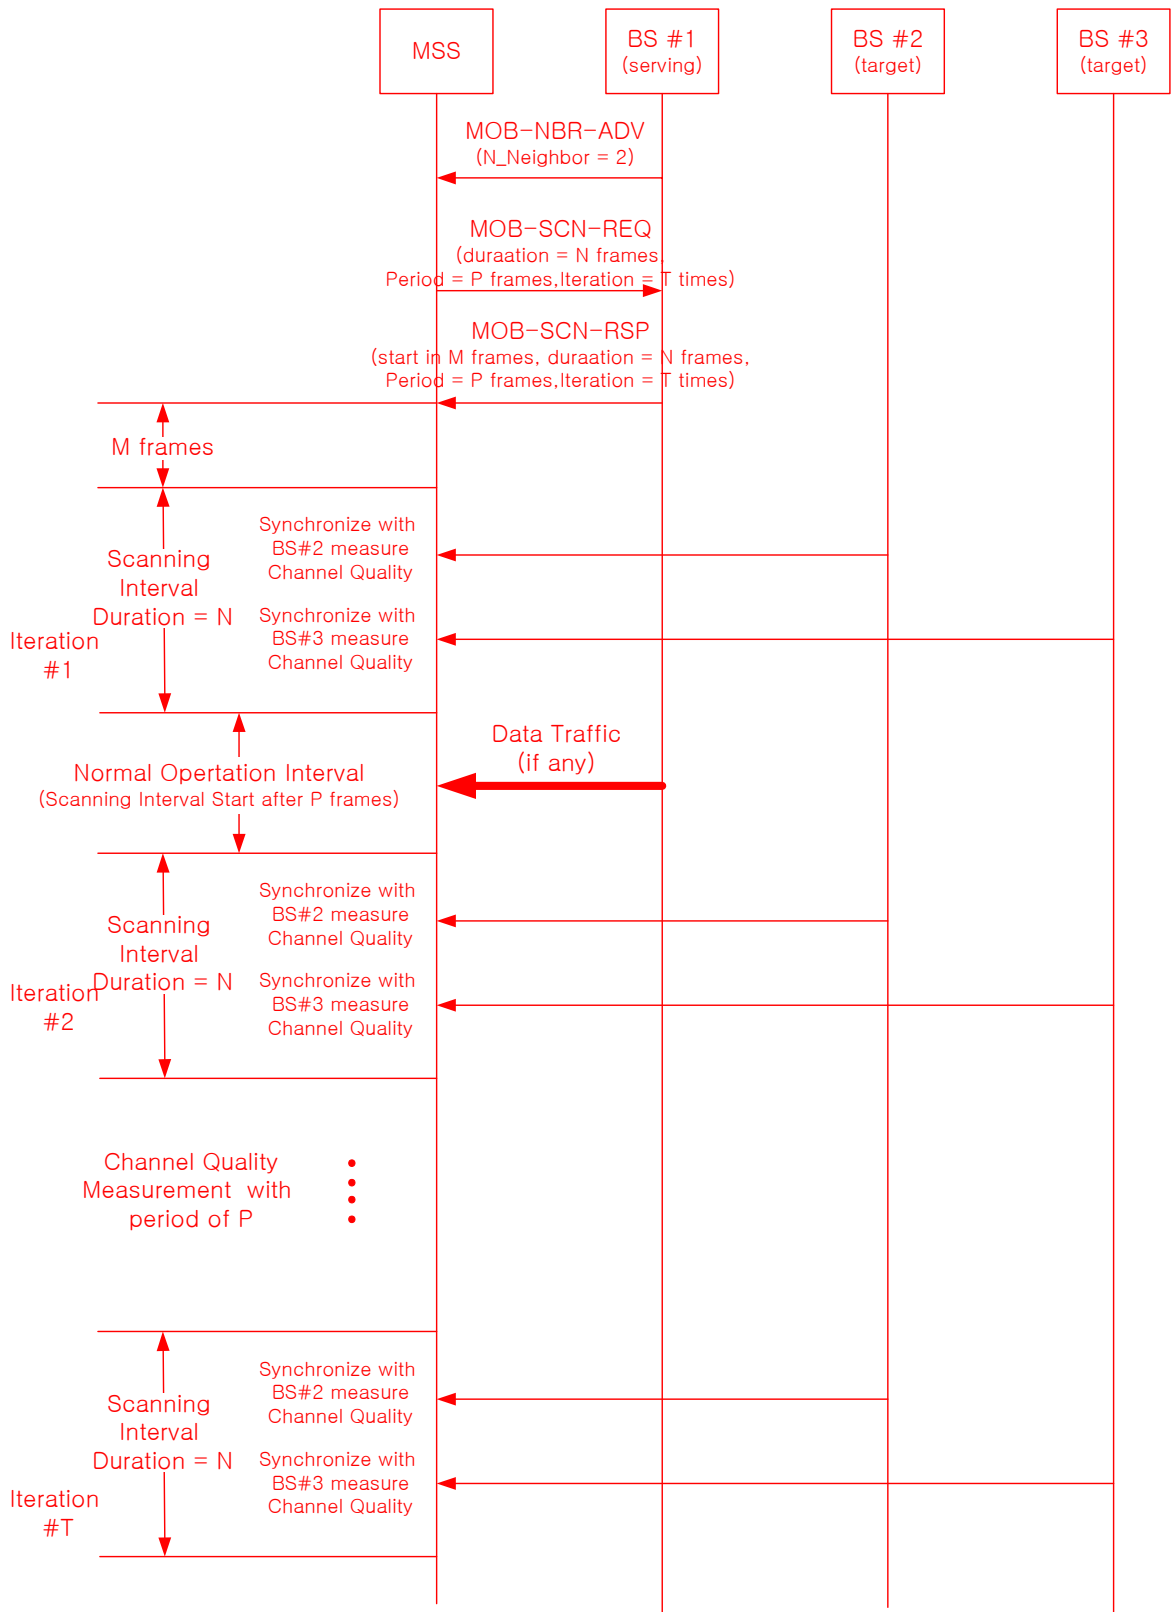 MSS
BS #1
(serving)
BS #2
(target)
BS #3
(target)
MOB-NBR-ADV
(N_Neighbor = 2)
MOB-SCN-REQ
(duraation = N frames,
Period = P frames,Iteration = T times)
MOB-SCN-RSP
(start in M frames, duraation = N frames,
Period = P frames,Iteration = T times)
M frames
Scanning
Interval
Duration = N
Synchronize with
BS#2 measure
Channel Quality
Synchronize with
BS#3 measure
Channel Quality
Iteration
#1
Data Traffic
(if any)
Normal Opertation Interval
(Scanning Interval Start after P frames)
Scanning
Interval
Duration = N
Synchronize with
BS#2 measure
Channel Quality
Synchronize with
BS#3 measure
Channel Quality
Iteration
#2
Channel Quality
Measurement with
period of P
Scanning
Interval
Duration = N
Synchronize with
BS#2 measure
Channel Quality
Synchronize with
BS#3 measure
Channel Quality
Iteration
#T